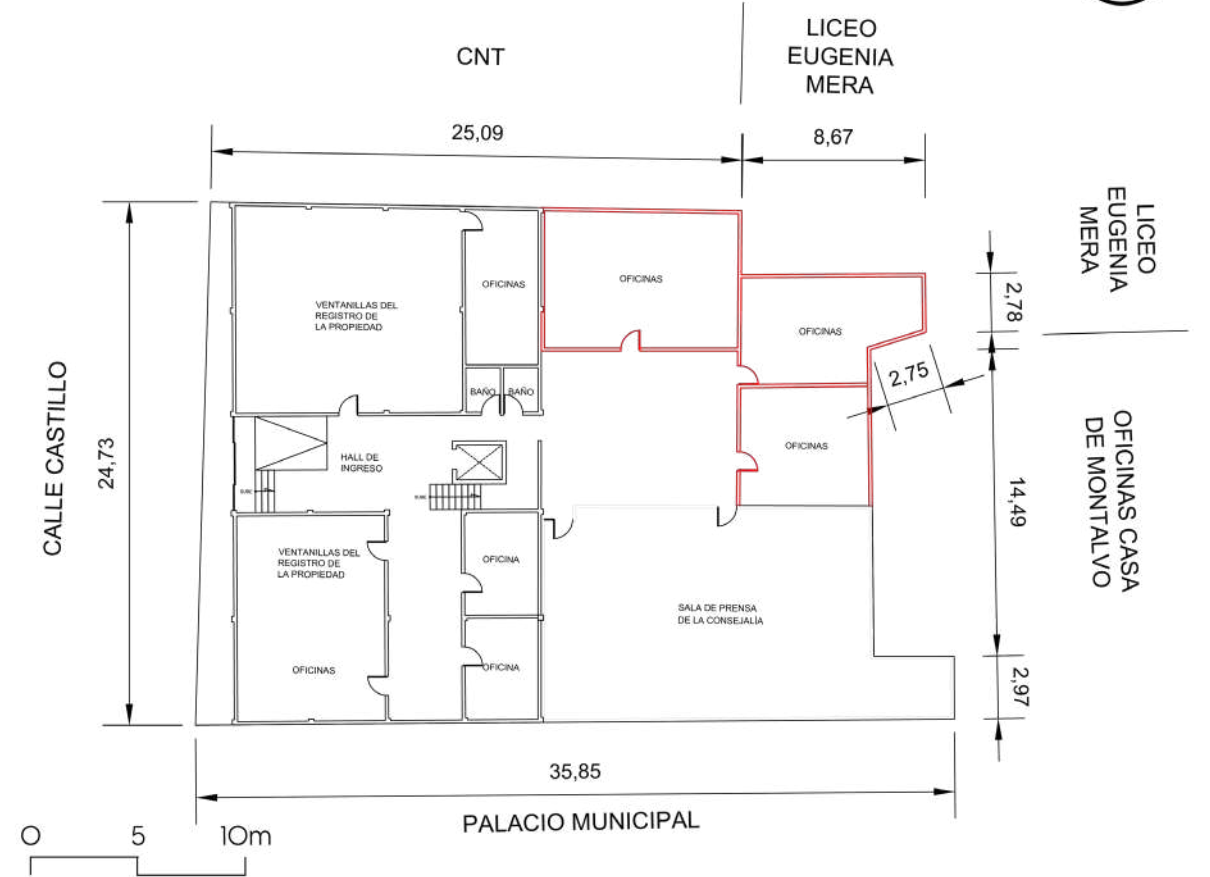 CNT
LICEO
EUGENIA
MERA
25,09
8,67
LICEO
EUGENIA
MERA
OFICINAS
OFICINAS
VENTANILLAS DEL
REGISTRO DE
LA PROPIEDAD
2,78
OFICINAS
BAÑO
BAÑO
2,75
CALLE CASTILLO
24,73
HALL DE
INGRESO
OFICINAS
OFICINAS CASA
DE MONTALVO
14,49
VENTANILLAS DEL
REGISTRO DE
LA PROPIEDAD
OFICINA
SALA DE PRENSA
DE LA CONSEJALÍA
OFICINAS
OFICINA
2,97
35,85
PALACIO MUNICIPAL
0 5 10m